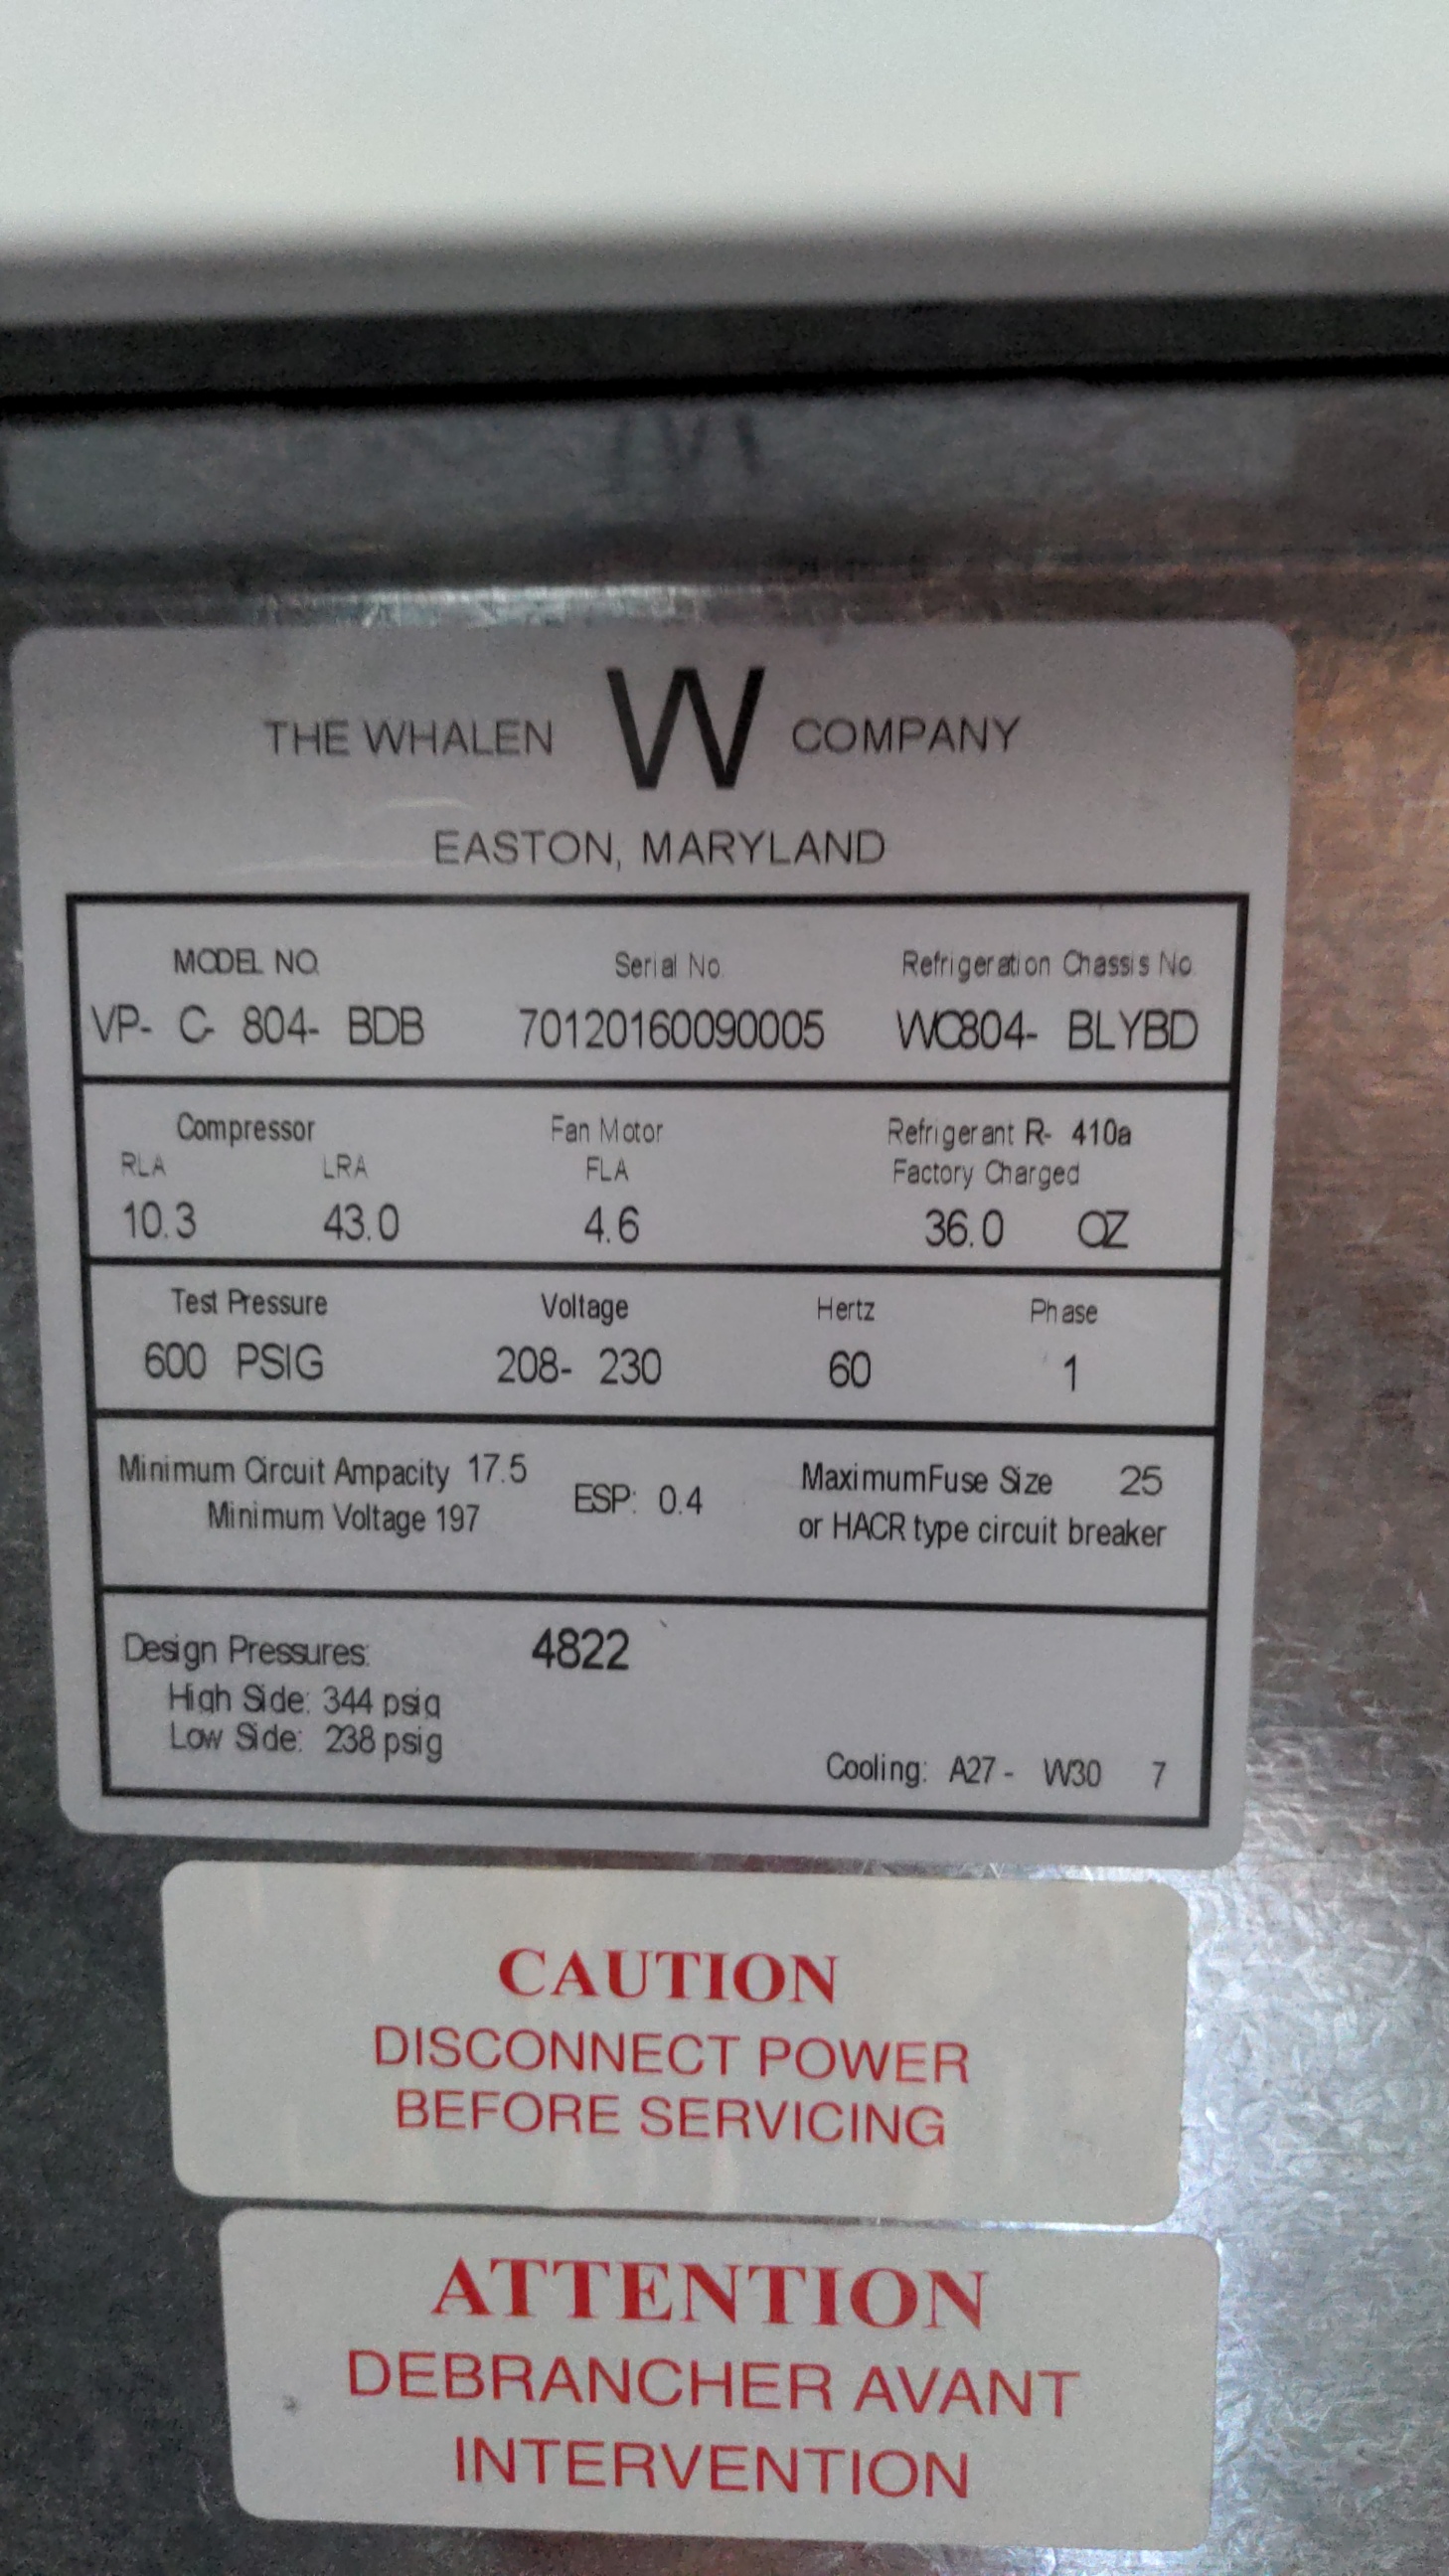 THE WHALEN W COMPANY
EASTON, MARYLAND
MODEL NO. Serial No. Refrigeration Chassis No.
VP- C- 804- BDB 70120160090005 WC804- BLYBD
Compressor Fan Motor Refrigerant R- 410a
RLA LRA FLA Factory Charged
10.3 43.0 4.6 36.0 OZ
Test Pressure Voltage Hertz Phase
600 PSIG 208- 230 60 1
Minimum Circuit Ampacity 17.5 ESP: 0.4 Maximum Fuse Size 25
Minimum Voltage 197 or HACR type circuit breaker
Design Pressures: 4822
High Side: 344 psig
Low Side: 238 psig
Cooling: A27 - W30 7
CAUTION
DISCONNECT POWER
BEFORE SERVICING
ATTENTION
DEBRANCHER AVANT
INTERVENTION